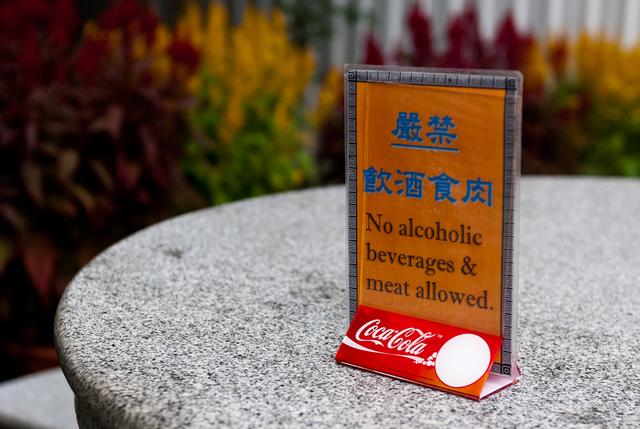 嚴禁
飲酒食肉
No alcoholic
beverages &
meat allowed.
Coca-Cola